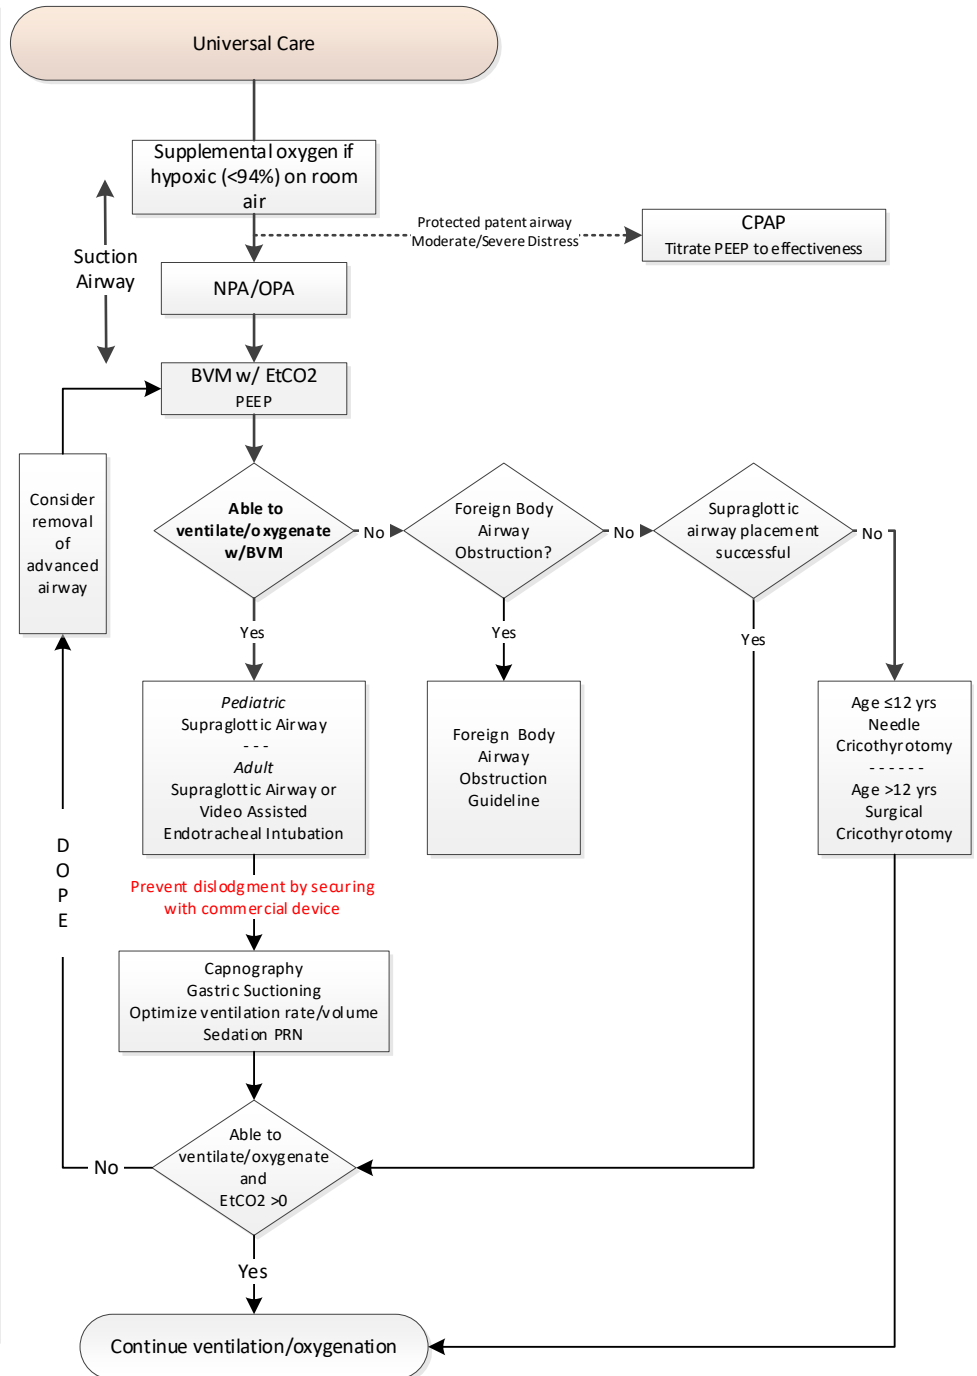 Universal Care
Supplemental oxygen if
hypoxic (<94%) on room
air
Protected patent airway
Moderate/Severe Distress
CPAP
Titrate PEEP to effectiveness
Suction
Airway
NPA/OPA
BVM w/ EtCO2
PEEP
Consider
removal
of
advanced
airway
Able to
ventilate/oxygenate
w/BVM
No
Foreign Body
Airway
Obstruction?
No
Supraglottic
airway placement
successful
No
Yes
Yes
Yes
Pediatric
Supraglottic Airway
- - -
Adult
Supraglottic Airway or
Video Assisted
Endotracheal Intubation
Foreign Body
Airway
Obstruction
Guideline
Age ≤12 yrs
Needle
Cricothyrotomy
- - - - - -
Age >12 yrs
Surgical
Cricothyrotomy
D
O
P
E
Prevent dislodgment by securing
with commercial device
Capnography
Gastric Suctioning
Optimize ventilation rate/volume
Sedation PRN
Able to
ventilate/oxygenate
and
EtCO2 >0
No
Yes
Continue ventilation/oxygenation